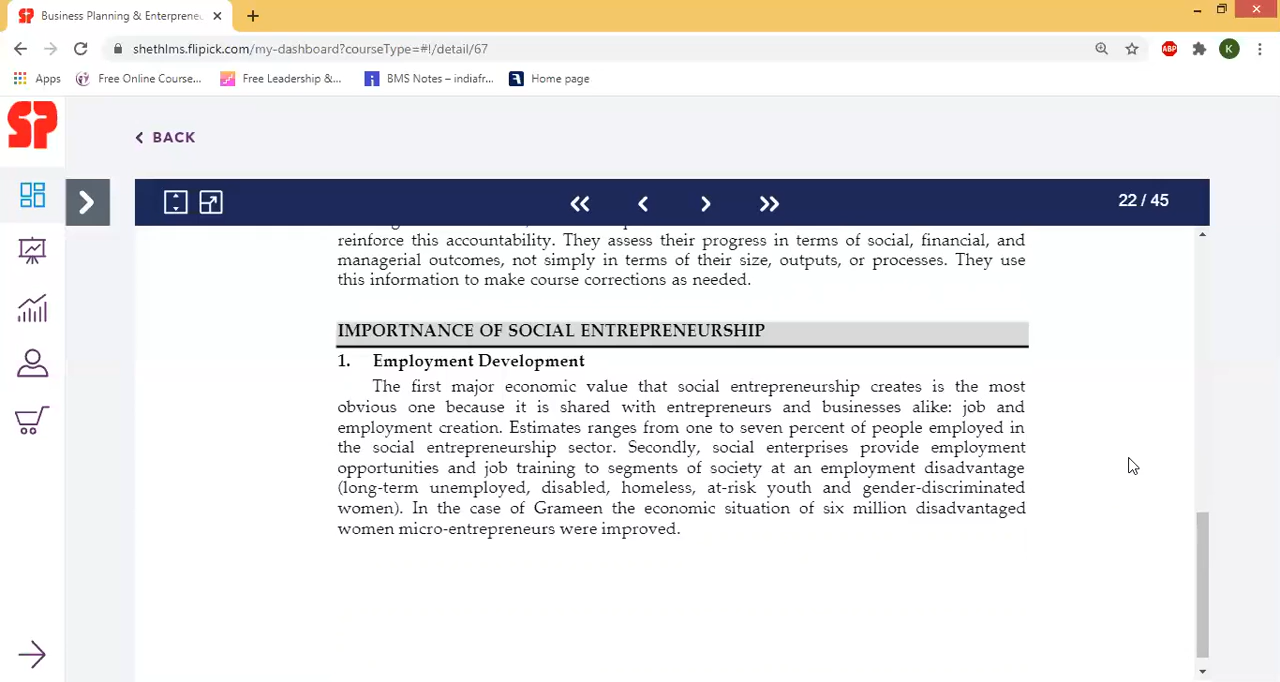 Business Planning & Enterprene
shethlms.flipick.com/my-dashboard?courseType=#!/detail/67
ABP
K
Apps
Free Online Course...
Free Leadership &...
BMS Notes – indiafr...
Home page
SP
BACK
22 / 45
reinforce this accountability. They assess their progress in terms of social, financial, and
managerial outcomes, not simply in terms of their size, outputs, or processes. They use
this information to make course corrections as needed.
IMPORTNANCE OF SOCIAL ENTREPRENEURSHIP
1. Employment Development
The first major economic value that social entrepreneurship creates is the most
obvious one because it is shared with entrepreneurs and businesses alike: job and
employment creation. Estimates ranges from one to seven percent of people employed in
the social entrepreneurship sector. Secondly, social enterprises provide employment
opportunities and job training to segments of society at an employment disadvantage
(long-term unemployed, disabled, homeless, at-risk youth and gender-discriminated
women). In the case of Grameen the economic situation of six million disadvantaged
women micro-entrepreneurs were improved.